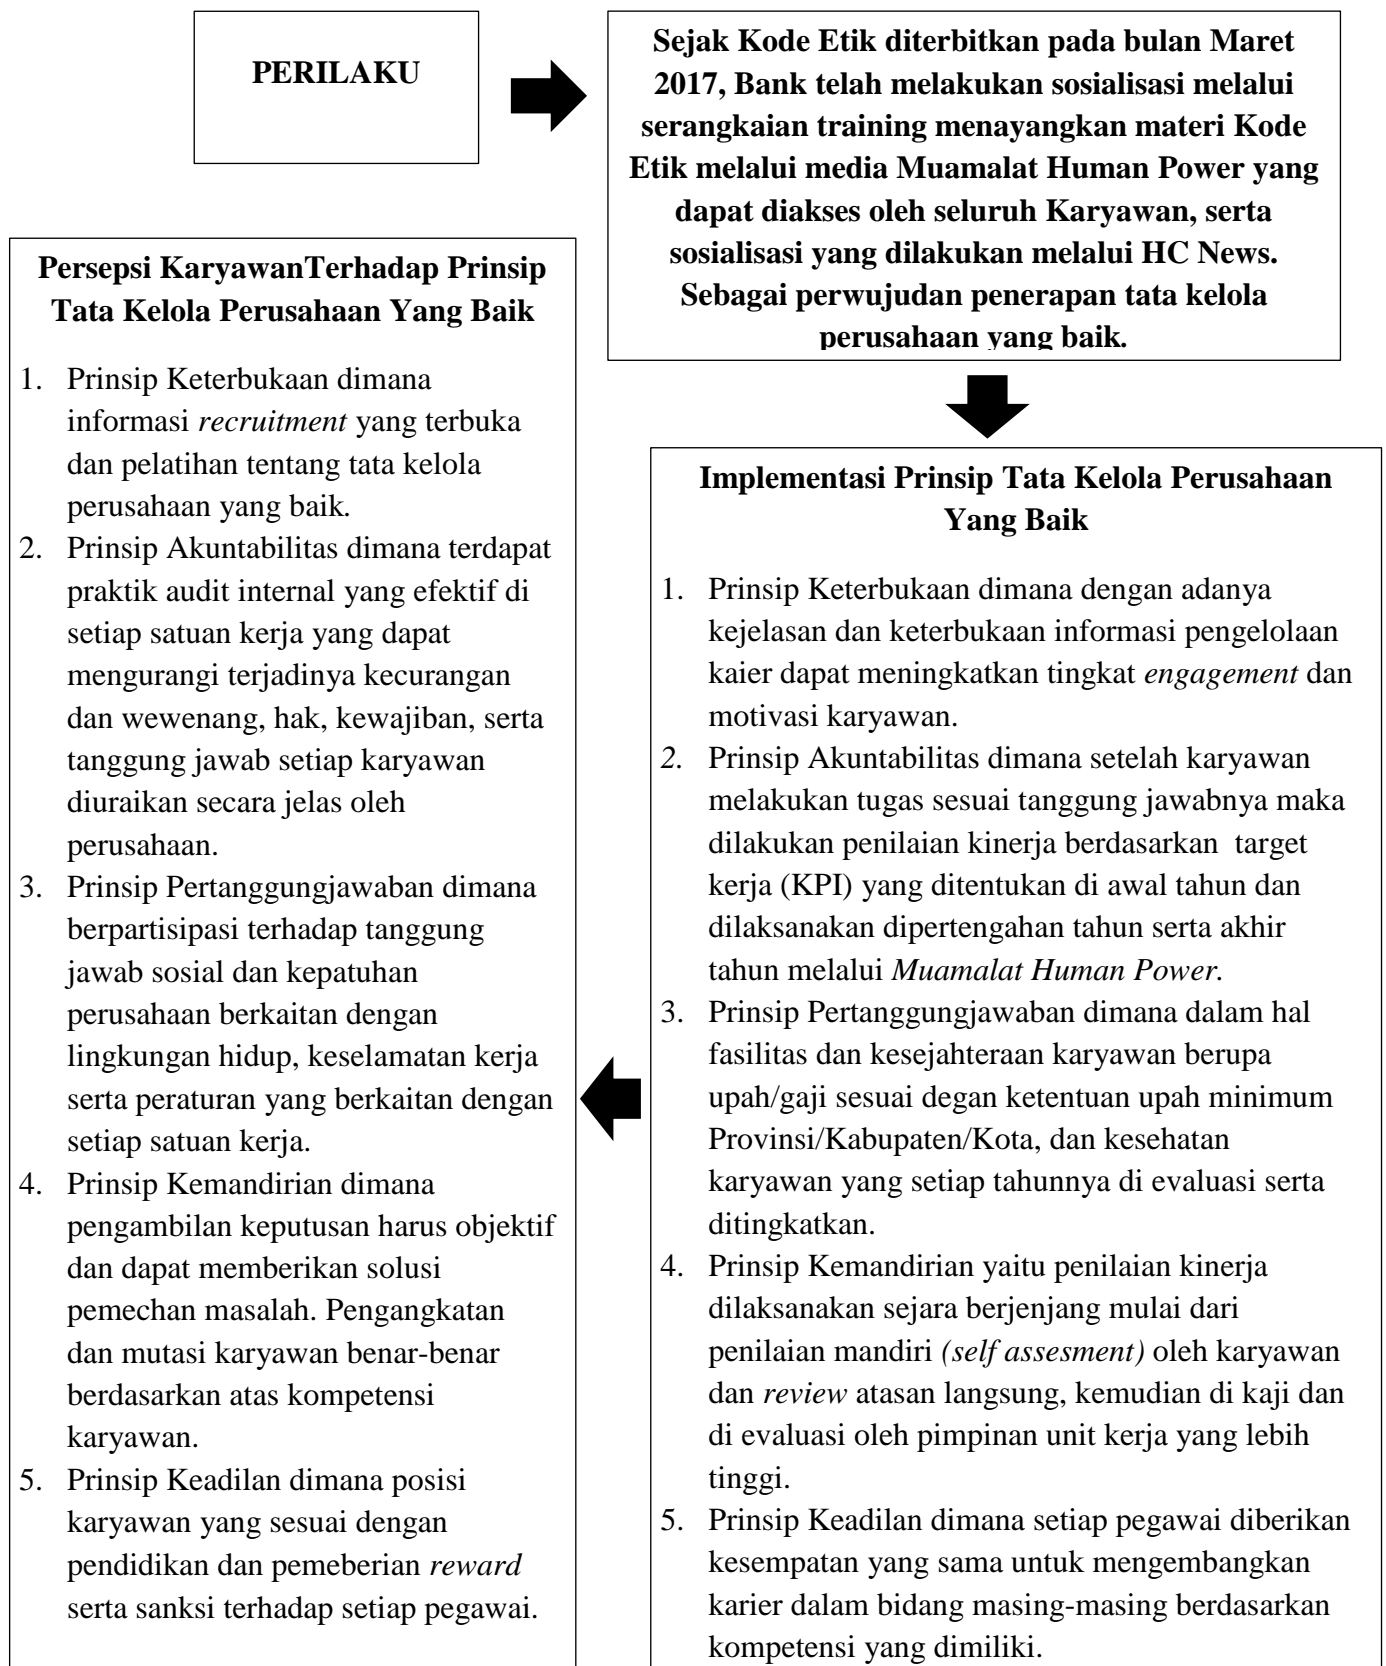 PERILAKU
Sejak Kode Etik diterbitkan pada bulan Maret
2017, Bank telah melakukan sosialisasi melalui
serangkaian training menayangkan materi Kode
Etik melalui media Muamalat Human Power yang
dapat diakses oleh seluruh Karyawan, serta
sosialisasi yang dilakukan melalui HC News.
Sebagai perwujudan penerapan tata kelola
perusahaan yang baik.
Implementasi Prinsip Tata Kelola Perusahaan
Yang Baik
1. Prinsip Keterbukaan dimana dengan adanya
kejelasan dan keterbukaan informasi pengelolaan
kaier dapat meningkatkan tingkat engagement dan
motivasi karyawan.
2. Prinsip Akuntabilitas dimana setelah karyawan
melakukan tugas sesuai tanggung jawabnya maka
dilakukan penilaian kinerja berdasarkan  target
kerja (KPI) yang ditentukan di awal tahun dan
dilaksanakan dipertengahan tahun serta akhir
tahun melalui Muamalat Human Power.
3. Prinsip Pertanggungjawaban dimana dalam hal
fasilitas dan kesejahteraan karyawan berupa
upah/gaji sesuai degan ketentuan upah minimum
Provinsi/Kabupaten/Kota, dan kesehatan
karyawan yang setiap tahunnya di evaluasi serta
ditingkatkan.
4. Prinsip Kemandirian yaitu penilaian kinerja
dilaksanakan sejara berjenjang mulai dari
penilaian mandiri (self assesment) oleh karyawan
dan review atasan langsung, kemudian di kaji dan
di evaluasi oleh pimpinan unit kerja yang lebih
tinggi.
5. Prinsip Keadilan dimana setiap pegawai diberikan
kesempatan yang sama untuk mengembangkan
karier dalam bidang masing-masing berdasarkan
kompetensi yang dimiliki.
Persepsi KaryawanTerhadap Prinsip
Tata Kelola Perusahaan Yang Baik
1. Prinsip Keterbukaan dimana
informasi recruitment yang terbuka
dan pelatihan tentang tata kelola
perusahaan yang baik.
2. Prinsip Akuntabilitas dimana terdapat
praktik audit internal yang efektif di
setiap satuan kerja yang dapat
mengurangi terjadinya kecurangan
dan wewenang, hak, kewajiban, serta
tanggung jawab setiap karyawan
diuraikan secara jelas oleh
perusahaan.
3. Prinsip Pertanggungjawaban dimana
berpartisipasi terhadap tanggung
jawab sosial dan kepatuhan
perusahaan berkaitan dengan
lingkungan hidup, keselamatan kerja
serta peraturan yang berkaitan dengan
setiap satuan kerja.
4. Prinsip Kemandirian dimana
pengambilan keputusan harus objektif
dan dapat memberikan solusi
pemechan masalah. Pengangkatan
dan mutasi karyawan benar-benar
berdasarkan atas kompetensi
karyawan.
5. Prinsip Keadilan dimana posisi
karyawan yang sesuai dengan
pendidikan dan pemeberian reward
serta sanksi terhadap setiap pegawai.